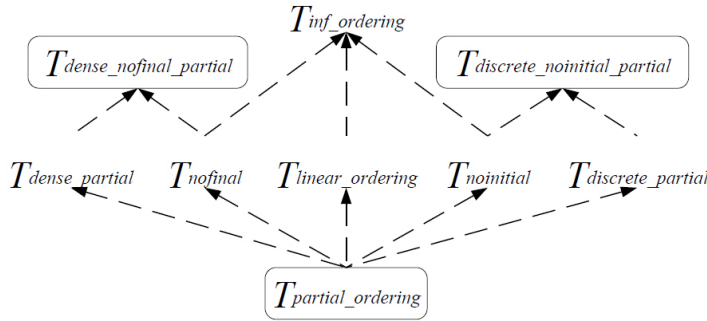 Tinf_ordering
Tdense_nofinal_partial Tdiscrete_noinitial_partial
Tdense_partial Tnofinal Tlinear_ordering Tnoinitial Tdiscrete_partial
Tpartial_ordering